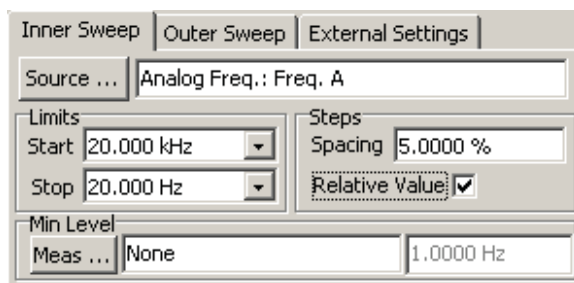 Inner Sweep Outer Sweep External Settings
Source ... Analog Freq.: Freq. A
Limits Steps
Start 20.000 kHz Spacing 5.0000 %
Stop 20.000 Hz Relative Value
Min Level
Meas ... None 1.0000 Hz